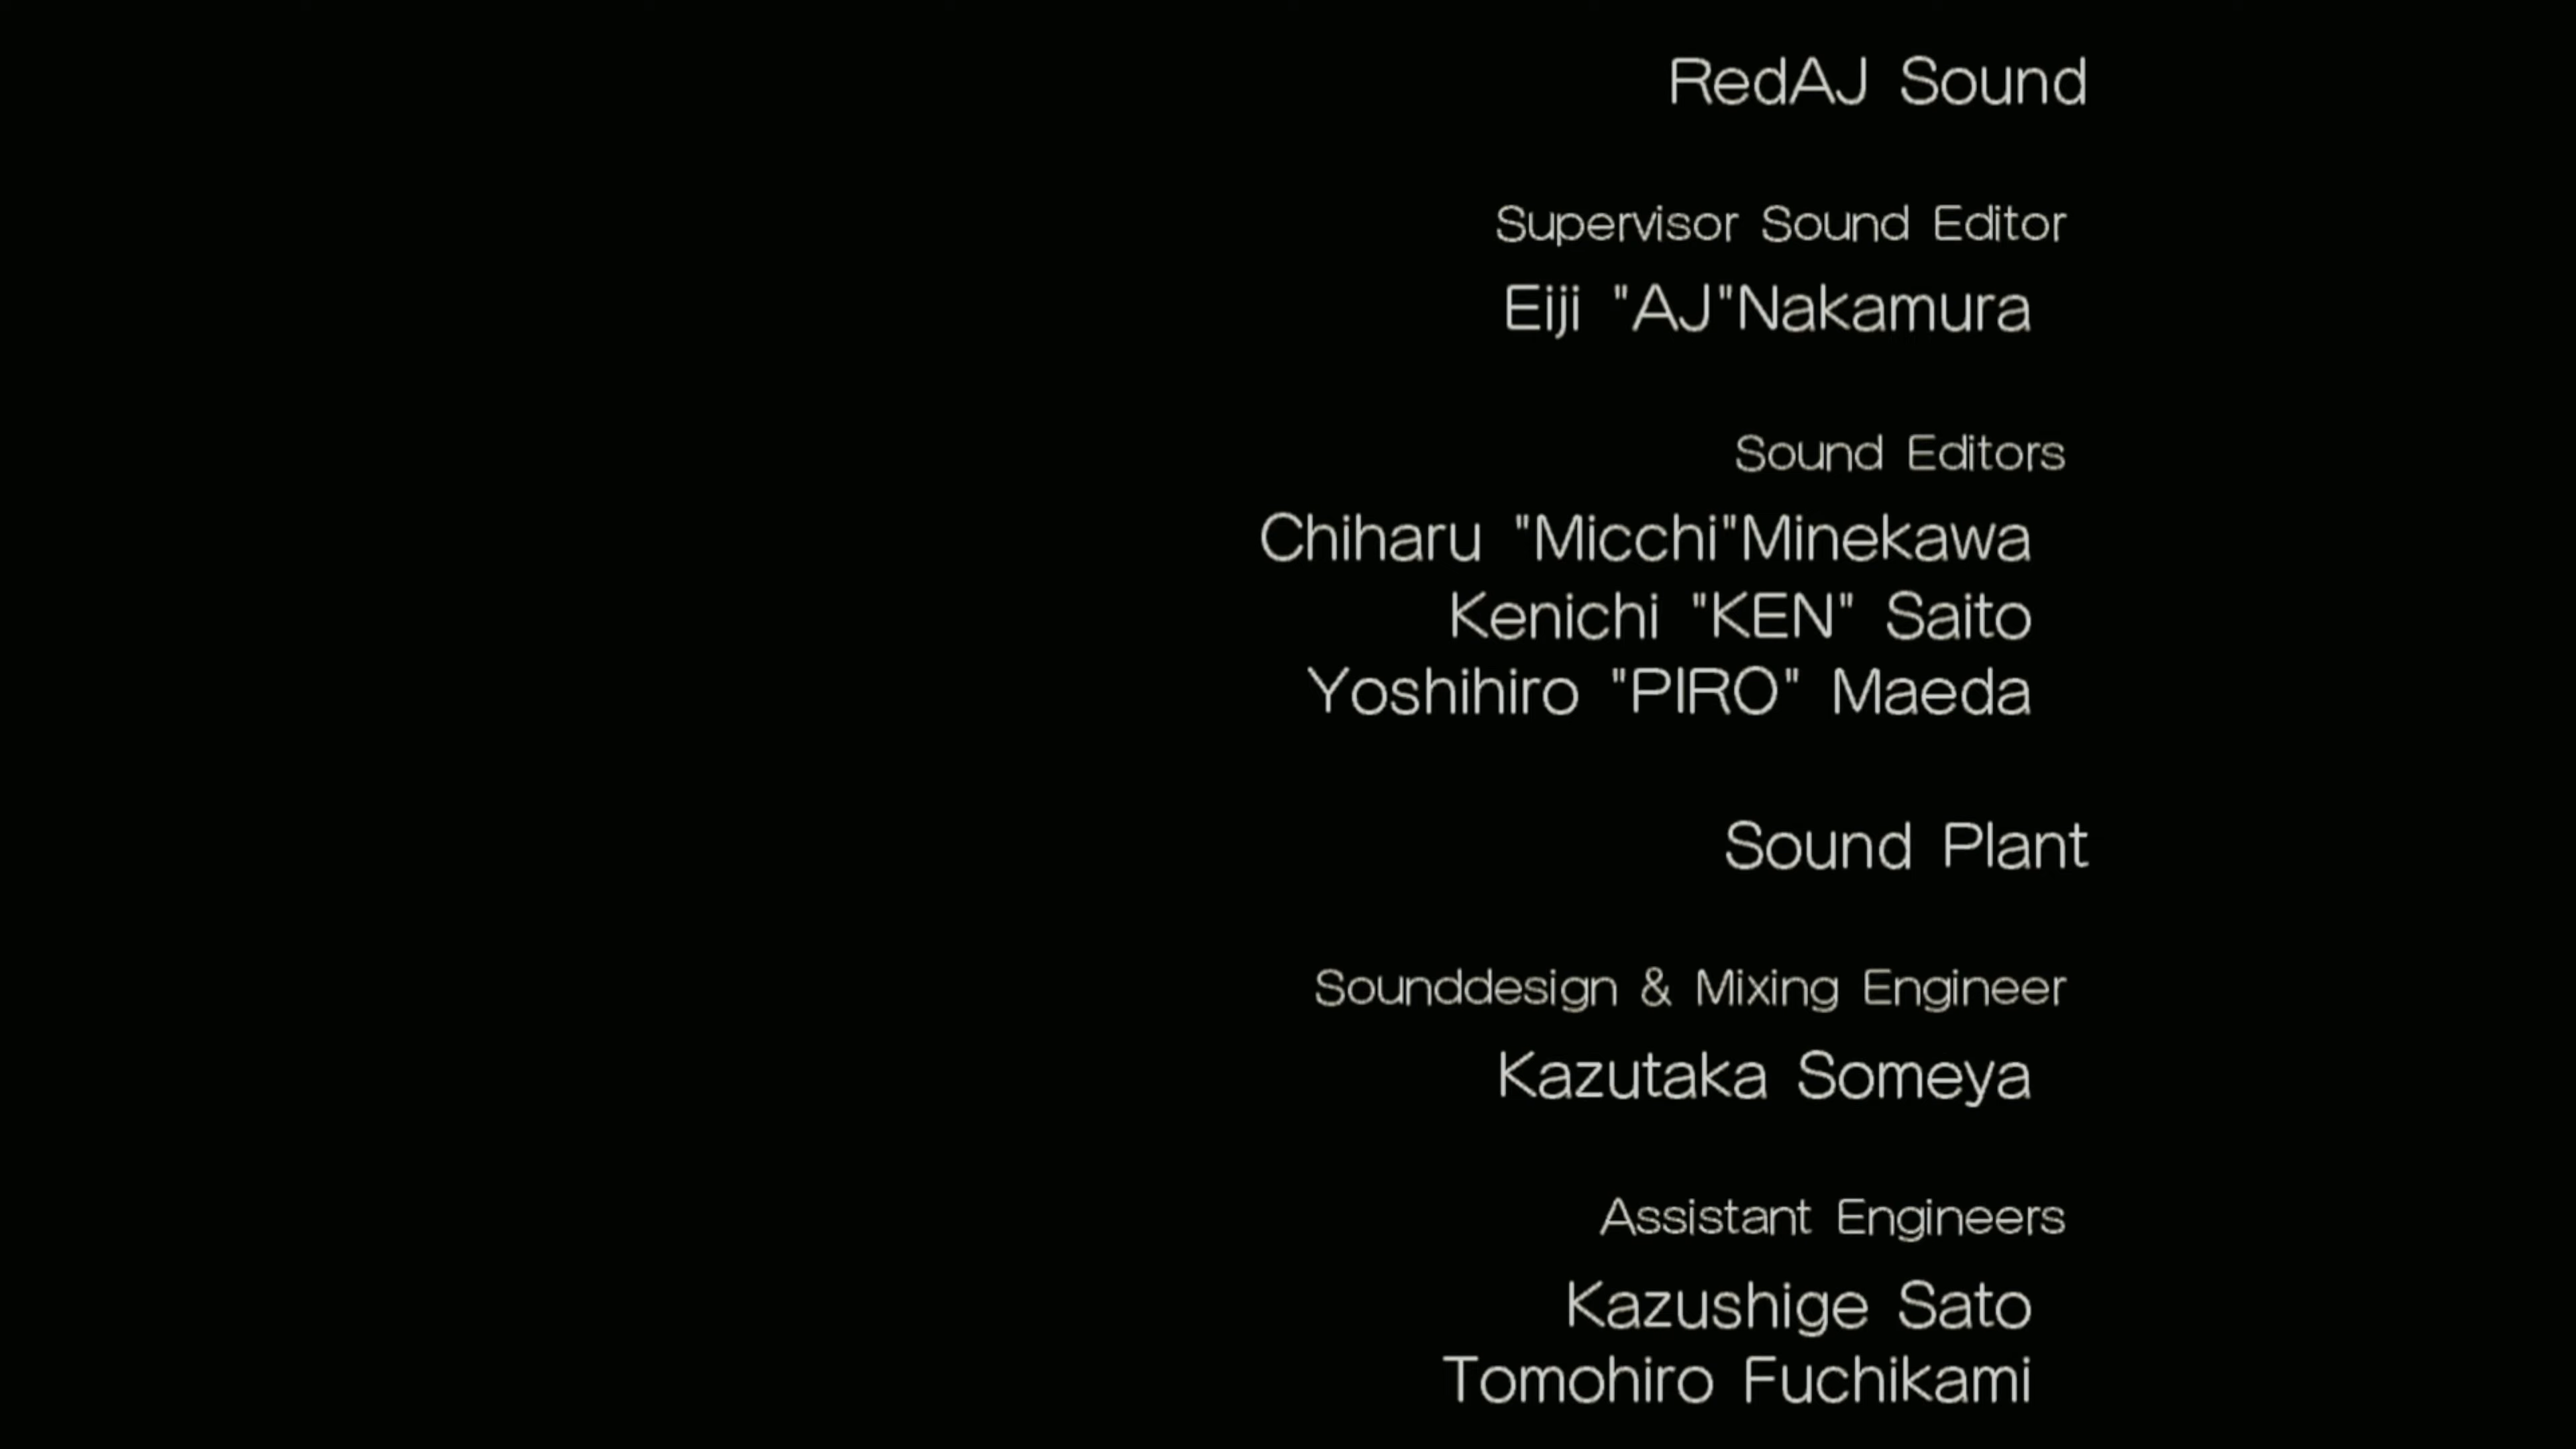 RedAJ Sound
Supervisor Sound Editor
Eiji "AJ"Nakamura
Sound Editors
Chiharu "Micchi"Minekawa
Kenichi "KEN" Saito
Yoshihiro "PIRO" Maeda
Sound Plant
Sounddesign & Mixing Engineer
Kazutaka Someya
Assistant Engineers
Kazushige Sato
Tomohiro Fuchikami